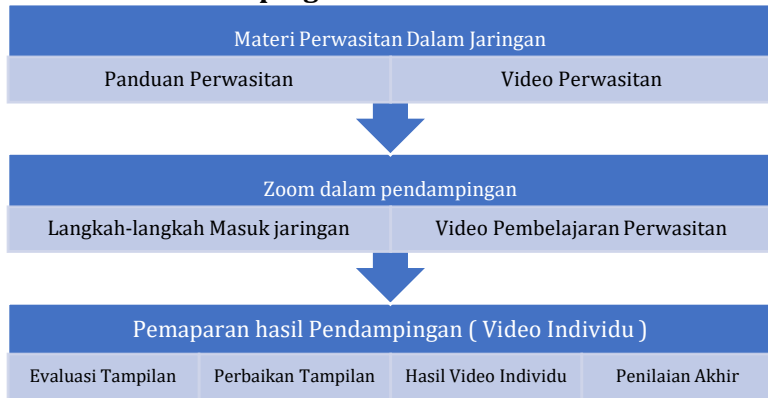 Materi Perwasitan Dalam Jaringan
Panduan Perwasitan
Video Perwasitan
Zoom dalam pendampingan
Langkah-langkah Masuk jaringan
Video Pembelajaran Perwasitan
Pemaparan hasil Pendampingan ( Video Individu )
Evaluasi Tampilan
Perbaikan Tampilan
Hasil Video Individu
Penilaian Akhir